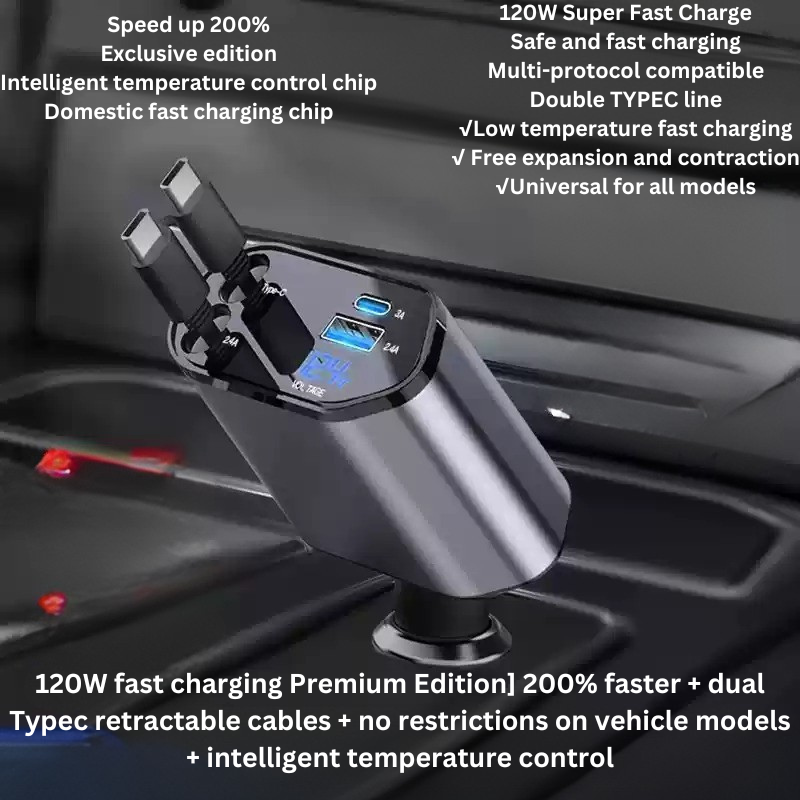 Speed up 200%
Exclusive edition
Intelligent temperature control chip
Domestic fast charging chip
120W Super Fast Charge
Safe and fast charging
Multi-protocol compatible
Double TYPEC line
√Low temperature fast charging
√ Free expansion and contraction
√Universal for all models
Type-C
3A
2.4A
2.4A
VOLTAGE
120W fast charging Premium Edition] 200% faster + dual
Typec retractable cables + no restrictions on vehicle models
+ intelligent temperature control